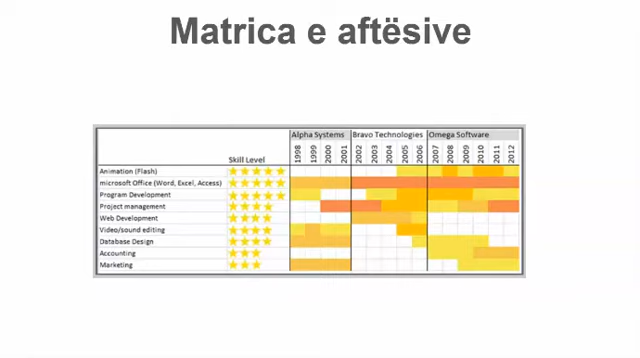 Matrica e aftësive
Alpha Systems Bravo Technologies Omega Software
Skill Level 1998 1999 2000 2001 2002 2003 2004 2005 2006 2007 2008 2009 2010 2011 2012
Animation (Flash)
microsoft Office (Word, Excel, Access)
Program Development
Project management
Web Development
Video/sound editing
Database Design
Accounting
Marketing